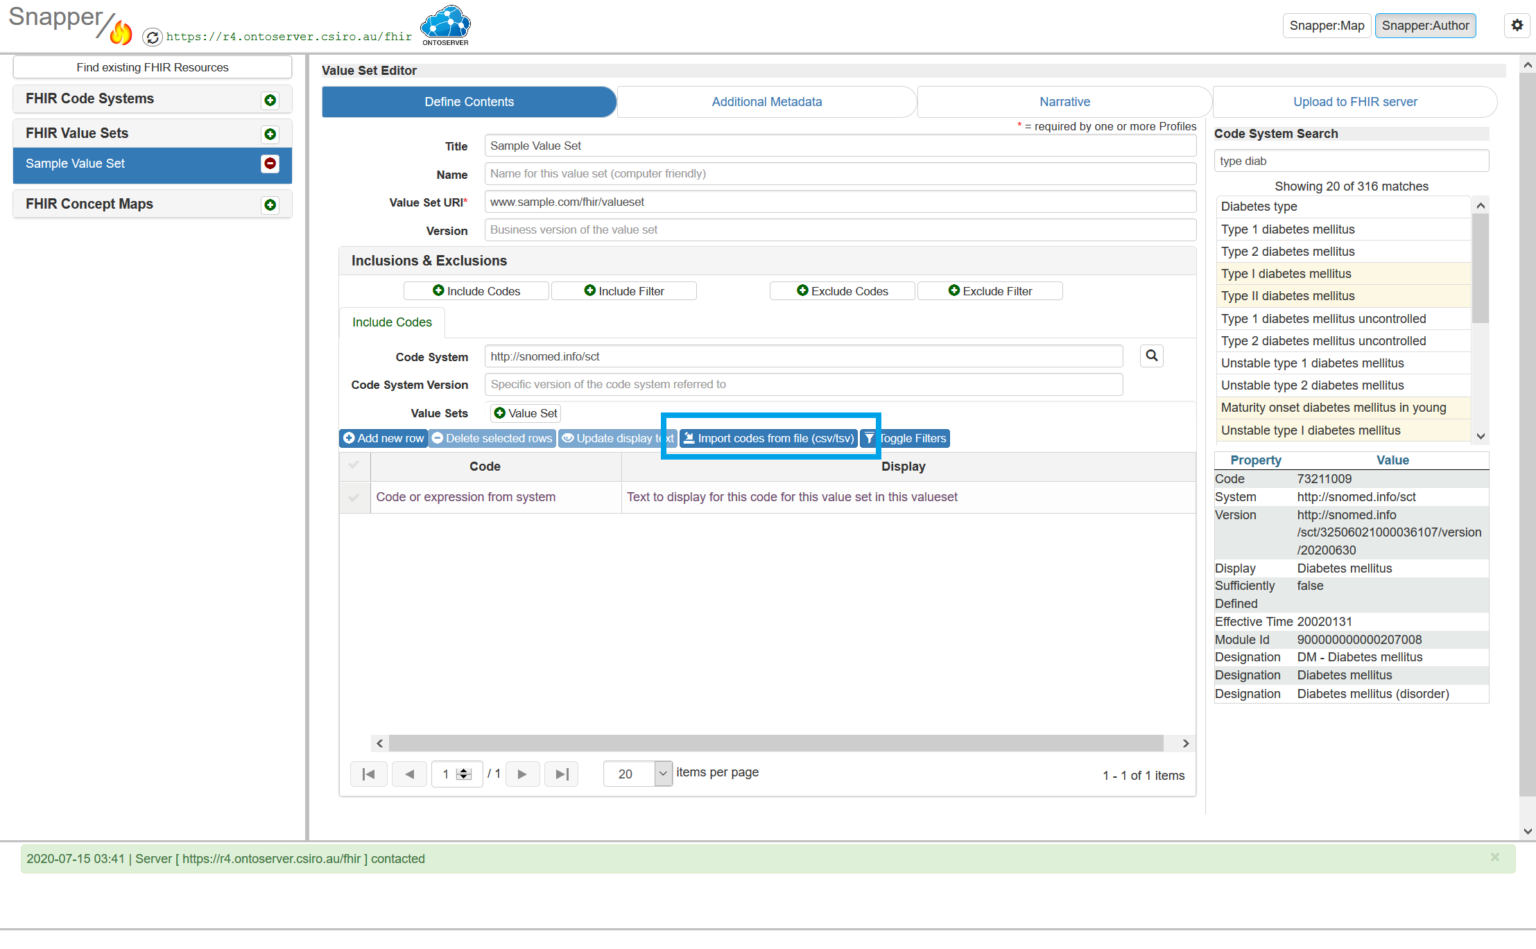 Snapper
https://r4.ontoserver.csiro.au/fhir
ONTOSERVER
Snapper:Map
Snapper:Author
Find existing FHIR Resources
FHIR Code Systems
FHIR Value Sets
Sample Value Set
FHIR Concept Maps
Value Set Editor
Define Contents
Additional Metadata
Narrative
Upload to FHIR server
* = required by one or more Profiles
Title Sample Value Set
Name Name for this value set (computer friendly)
Value Set URI* www.sample.com/fhir/valueset
Version Business version of the value set
Inclusions & Exclusions
Include Codes Include Filter Exclude Codes Exclude Filter
Include Codes
Code System http://snomed.info/sct
Code System Version Specific version of the code system referred to
Value Sets Value Set
Add new row Delete selected rows Update display text Import codes from file (csv/tsv) Toggle Filters
Code Display
Code or expression from system Text to display for this code for this value set in this valueset
1 / 1 20 items per page 1 - 1 of 1 items
Code System Search
type diab
Showing 20 of 316 matches
Diabetes type
Type 1 diabetes mellitus
Type 2 diabetes mellitus
Type I diabetes mellitus
Type II diabetes mellitus
Type 1 diabetes mellitus uncontrolled
Type 2 diabetes mellitus uncontrolled
Unstable type 1 diabetes mellitus
Unstable type 2 diabetes mellitus
Maturity onset diabetes mellitus in young
Unstable type I diabetes mellitus
Property Value
Code 73211009
System http://snomed.info/sct
Version http://snomed.info
/sct/32506021000036107/version
/20200630
Display Diabetes mellitus
Sufficiently false
Defined
Effective Time 20020131
Module Id 900000000000207008
Designation DM - Diabetes mellitus
Designation Diabetes mellitus
Designation Diabetes mellitus (disorder)
2020-07-15 03:41 | Server [ https://r4.ontoserver.csiro.au/fhir ] contacted